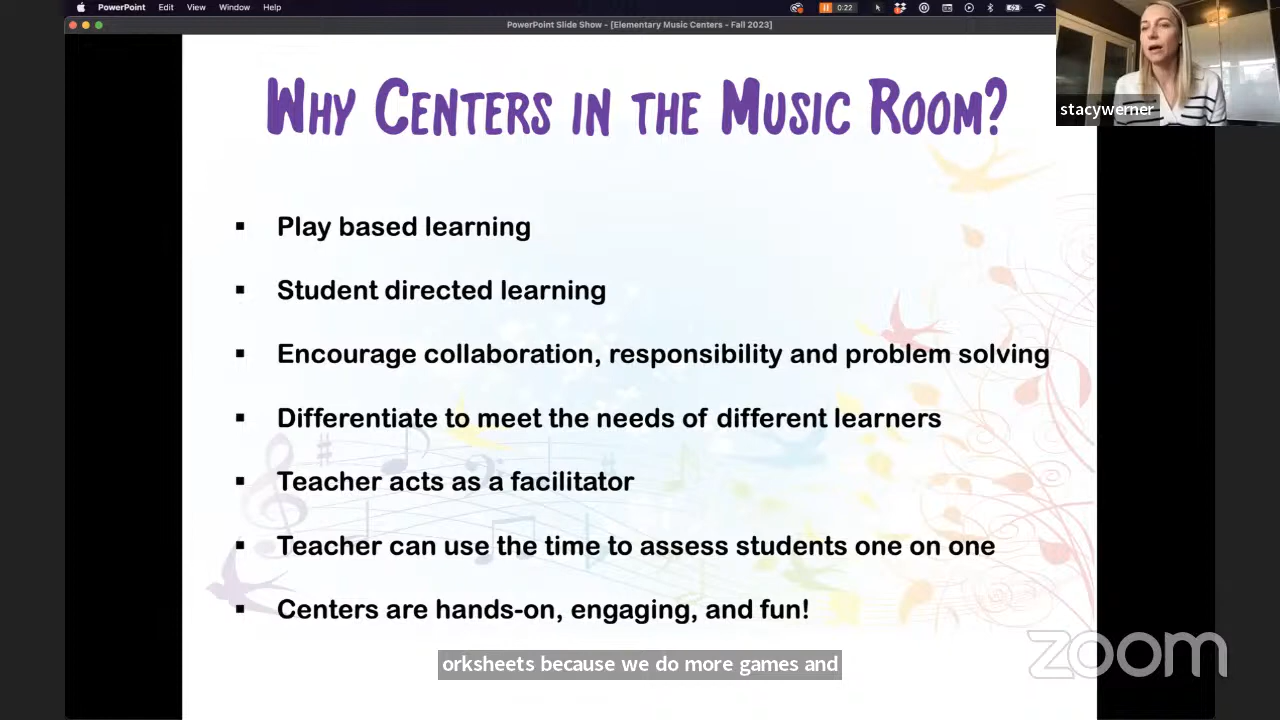 PowerPoint Edit View Window Help 0:22
PowerPoint Slide Show - [Elementary Music Centers - Fall 2023]
WHY CENTERS IN THE MUSIC ROOM?
stacywerner
▪ Play based learning
▪ Student directed learning
▪ Encourage collaboration, responsibility and problem solving
▪ Differentiate to meet the needs of different learners
▪ Teacher acts as a facilitator
▪ Teacher can use the time to assess students one on one
▪ Centers are hands-on, engaging, and fun!
orksheets because we do more games and
zoom